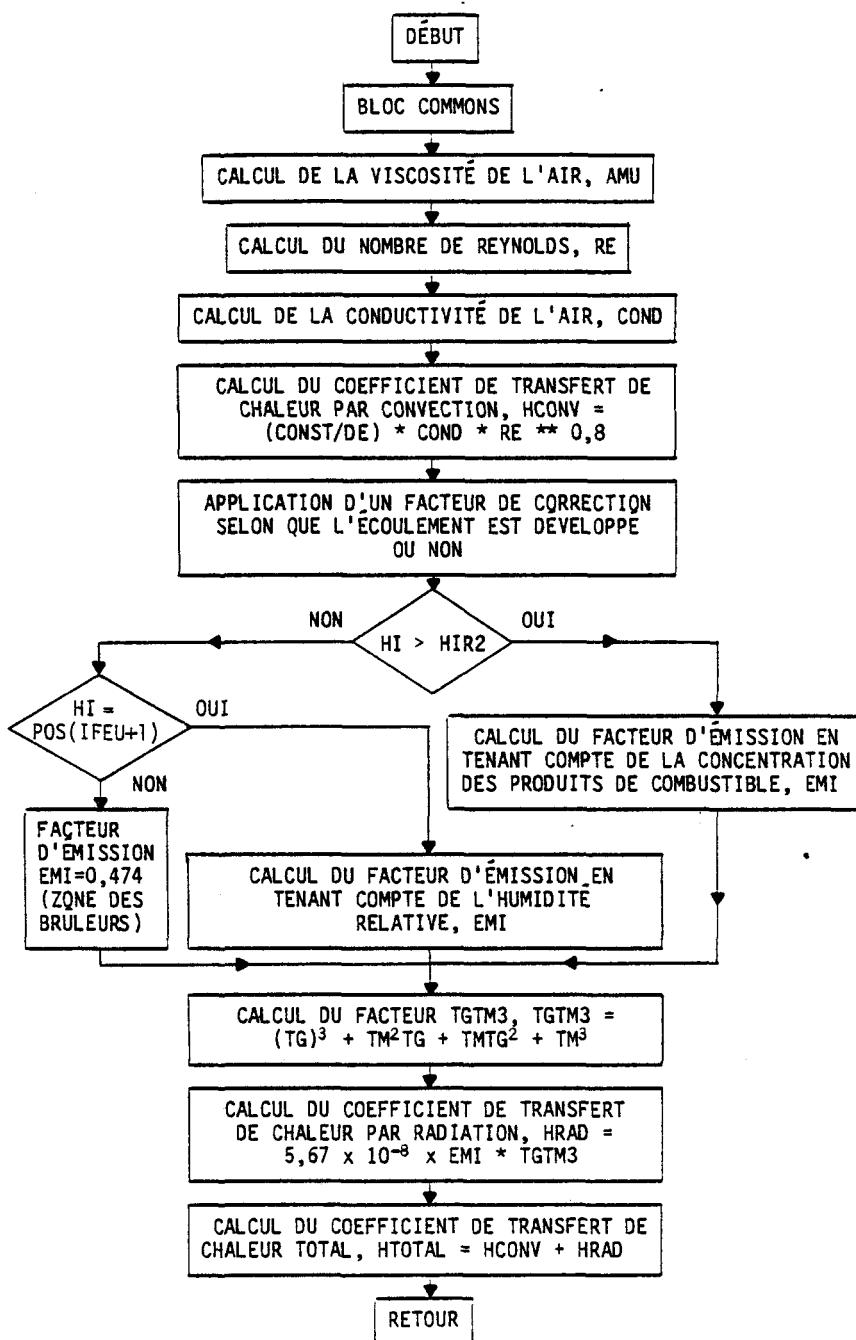 DÉBUT
BLOC COMMONS
CALCUL DE LA VISCOSITÉ DE L'AIR, AMU
CALCUL DU NOMBRE DE REYNOLDS, RE
CALCUL DE LA CONDUCTIVITÉ DE L'AIR, COND
CALCUL DU COEFFICIENT DE TRANSFERT DE
CHALEUR PAR CONVECTION, HCONV =
(CONST/DE) * COND * RE ** 0,8
APPLICATION D'UN FACTEUR DE CORRECTION
SELON QUE L'ÉCOULEMENT EST DEVELOPPE
OU NON
NON
HI > HIR2
OUI
HI =
POS(IFEU+1)
OUI
NON
CALCUL DU FACTEUR D'ÉMISSION EN
TENANT COMPTE DE LA CONCENTRATION
DES PRODUITS DE COMBUSTIBLE, EMI
FACTEUR
D'ÉMISSION
EMI=0,474
(ZONE DES
BRULEURS)
CALCUL DU FACTEUR D'ÉMISSION EN
TENANT COMPTE DE L'HUMIDITÉ
RELATIVE, EMI
CALCUL DU FACTEUR TGTM3, TGTM3 =
(TG)³ + TM²TG + TMTG² + TM³
CALCUL DU COEFFICIENT DE TRANSFERT
DE CHALEUR PAR RADIATION, HRAD =
5,67 x 10⁻⁸ x EMI * TGTM3
CALCUL DU COEFFICIENT DE TRANSFERT DE
CHALEUR TOTAL, HTOTAL = HCONV + HRAD
RETOUR